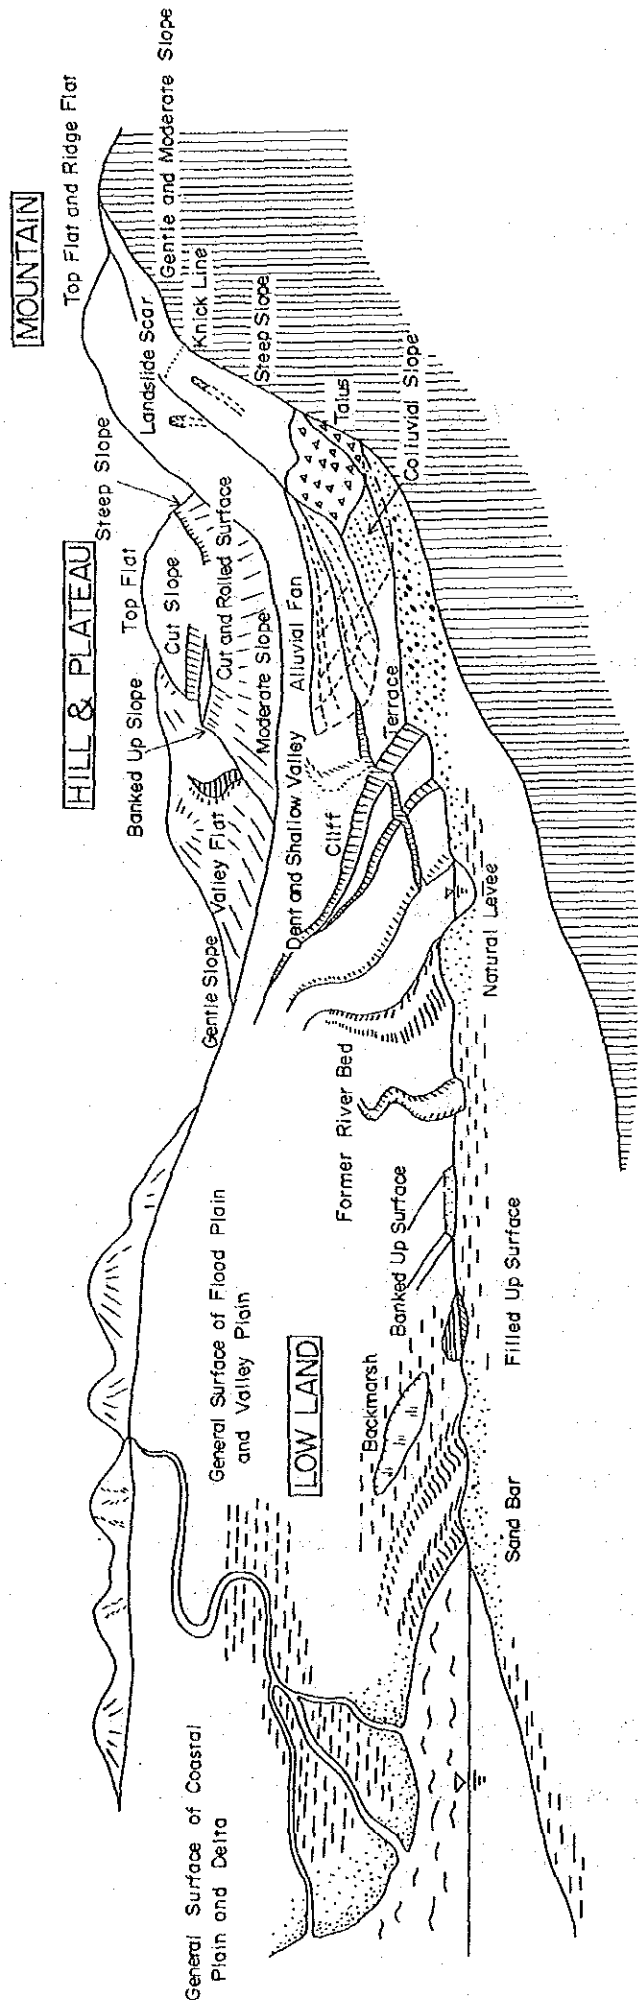 MOUNTAIN
Top Flat and Ridge Flat
Gentle and Moderate Slope
Landslide Scar
Knick Line
Steep Slope
Talus
Colluvial Slope
HILL & PLATEAU
Steep Slope
Top Flat
Cut Slope
Cut and Rolled Surface
Banked Up Slope
Moderate Slope
Valley Flat
Gentle Slope
Alluvial Fan
Terrace
Dent and Shallow Valley
Cliff
Natural Levee
Former River Bed
Banked Up Surface
Filled Up Surface
General Surface of Flood Plain
and Valley Plain
LOW LAND
Backmarsh
Sand Bar
General Surface of Coastal
Plain and Delta